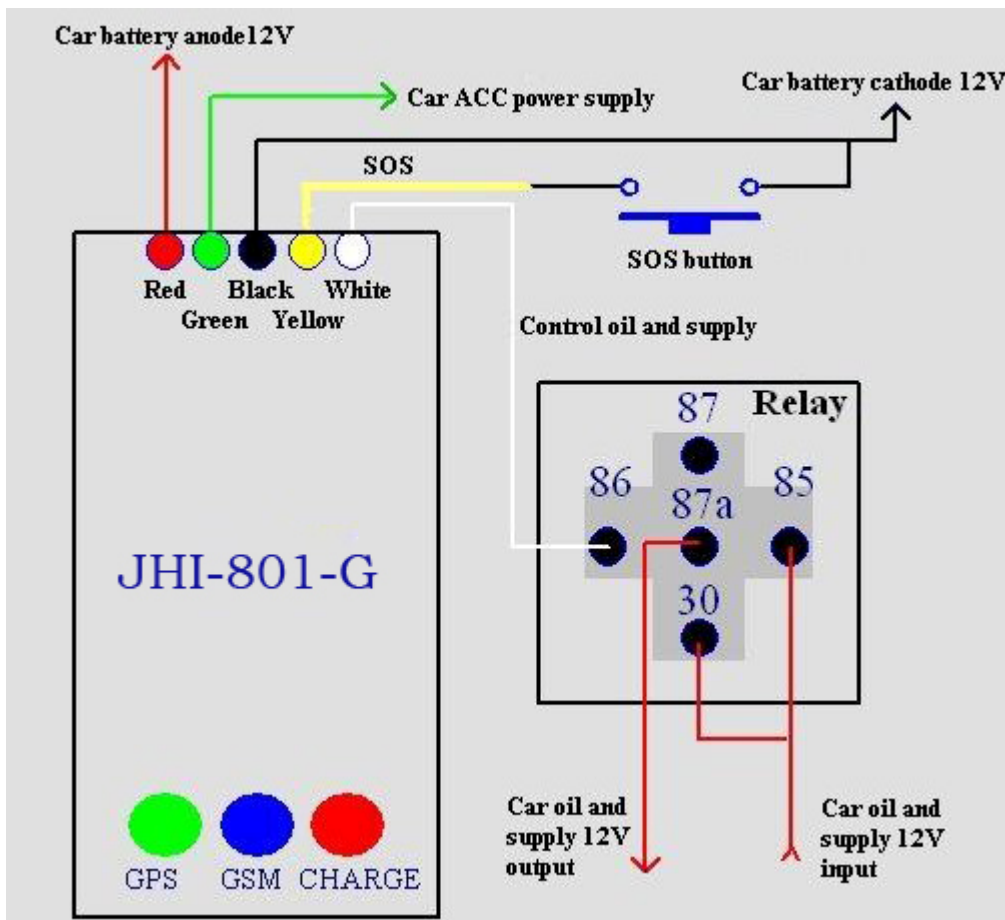 Car battery anode12V
Car battery cathode 12V
Car ACC power supply
SOS
SOS button
Red
Black
White
Green
Yellow
Control oil and supply
Relay
87
86
87a
85
30
JHI-801-G
Car oil and
supply 12V
output
Car oil and
supply 12V
input
GPS
GSM
CHARGE